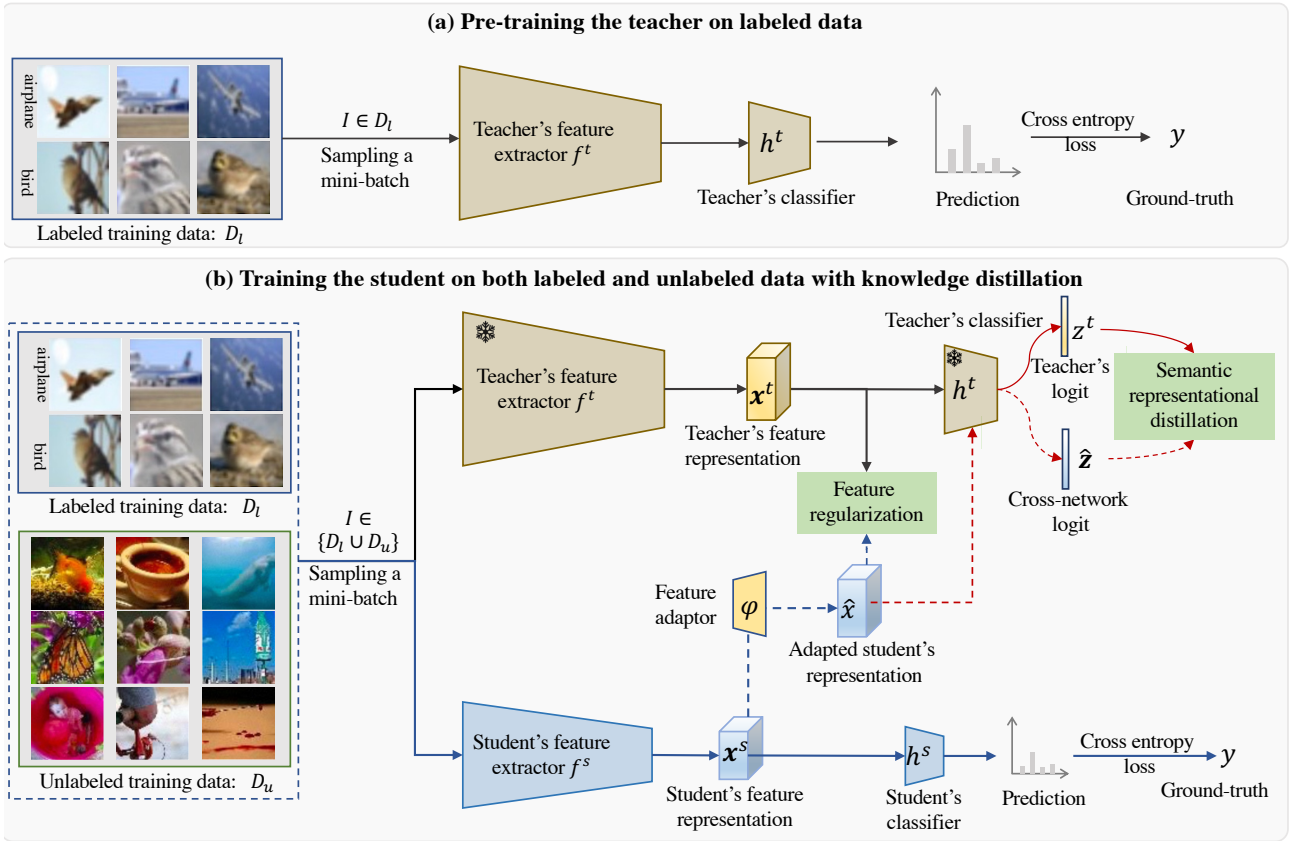 (a) Pre-training the teacher on labeled data
airplane
bird
Labeled training data: D_l
I ∈ D_l
Sampling a
mini-batch
Teacher's feature
extractor f^t
h^t
Teacher's classifier
Prediction
Cross entropy
loss
y
Ground-truth
(b) Training the student on both labeled and unlabeled data with knowledge distillation
airplane
bird
Labeled training data: D_l
Unlabeled training data: D_u
I ∈
{D_l ∪ D_u}
Sampling a
mini-batch
Teacher's feature
extractor f^t
x^t
Teacher's feature
representation
h^t
Teacher's classifier
z^t
Teacher's
logit
Semantic
representational
distillation
ẑ
Cross-network
logit
Feature
regularization
Feature
adaptor
φ
x̂
Adapted student's
representation
Student's feature
extractor f^s
x^s
Student's feature
representation
h^s
Student's
classifier
Prediction
Cross entropy
loss
y
Ground-truth